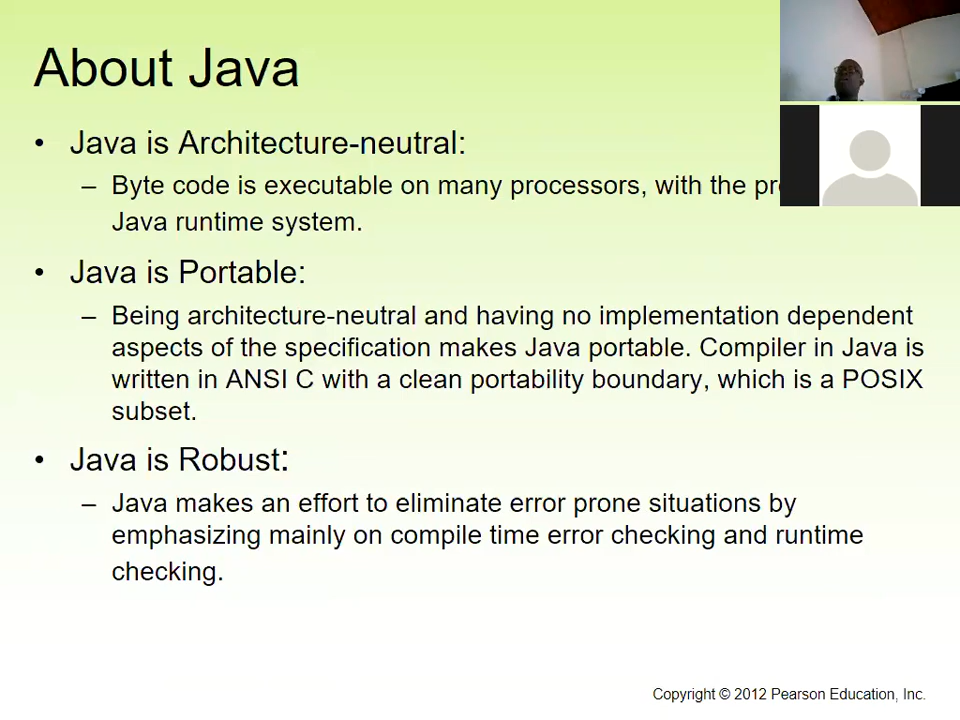 About Java
• Java is Architecture-neutral:
– Byte code is executable on many processors, with the
Java runtime system.
• Java is Portable:
– Being architecture-neutral and having no implementation dependent
aspects of the specification makes Java portable. Compiler in Java is
written in ANSI C with a clean portability boundary, which is a POSIX
subset.
• Java is Robust:
– Java makes an effort to eliminate error prone situations by
emphasizing mainly on compile time error checking and runtime
checking.
Copyright © 2012 Pearson Education, Inc.